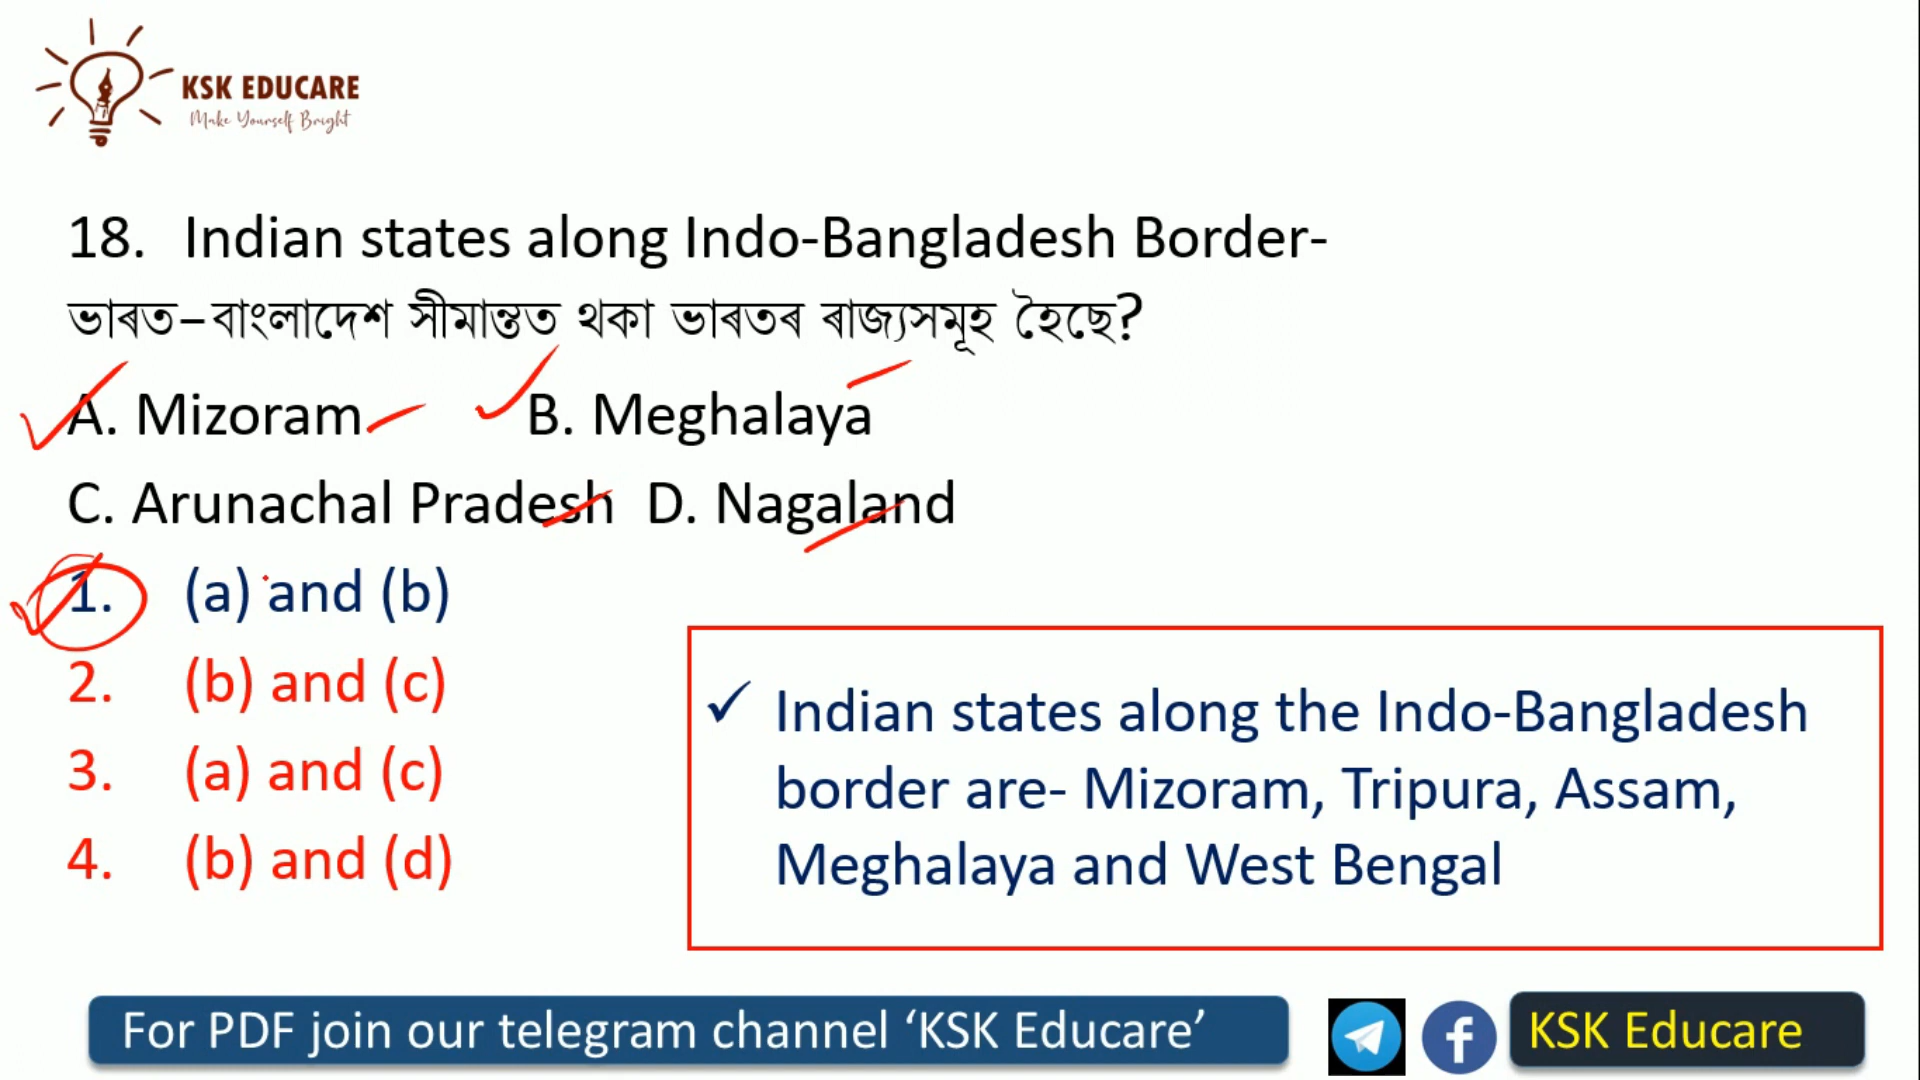 KSK EDUCARE
Make Yourself Bright
18. Indian states along Indo-Bangladesh Border-
ভাৰত–বাংলাদেশ সীমান্তত থকা ভাৰতৰ ৰাজ্যসমূহ হৈছে?
A. Mizoram B. Meghalaya
C. Arunachal Pradesh D. Nagaland
1. (a) and (b)
2. (b) and (c)
3. (a) and (c)
4. (b) and (d)
✓ Indian states along the Indo-Bangladesh
border are- Mizoram, Tripura, Assam,
Meghalaya and West Bengal
For PDF join our telegram channel ‘KSK Educare’
KSK Educare